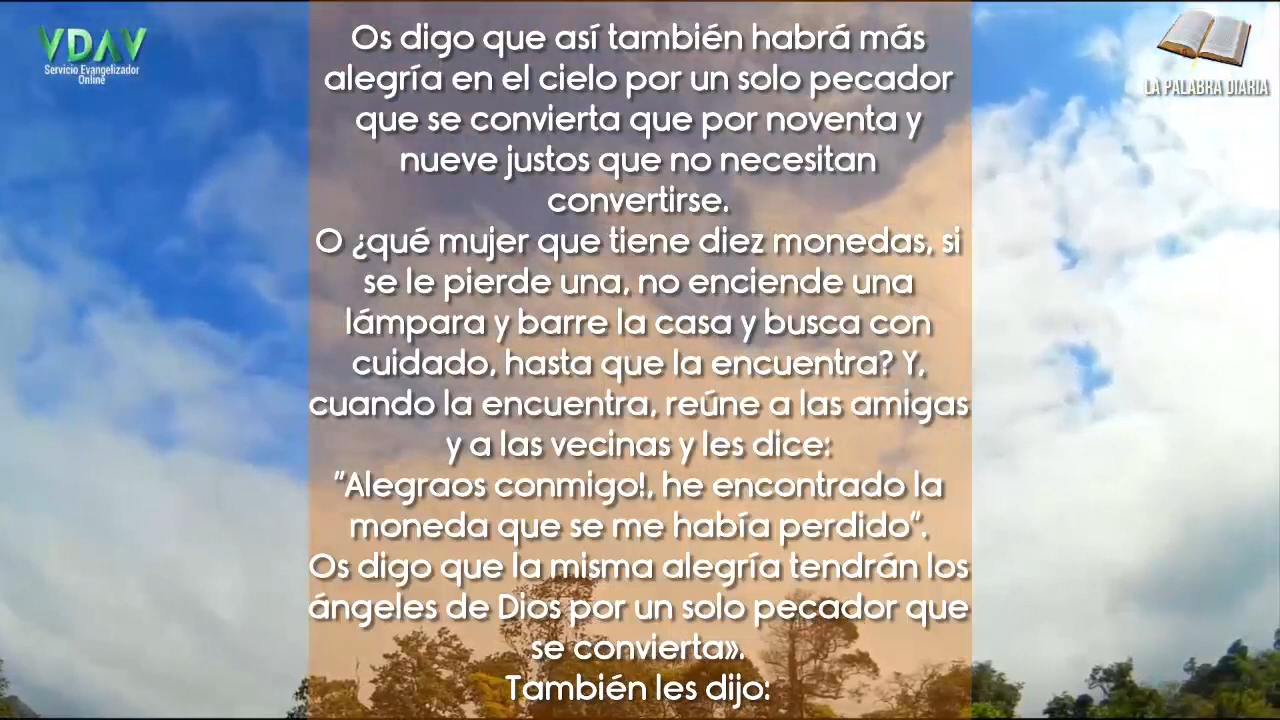 VDAV
Servicio Evangelizador
Online
LA PALABRA DIARIA
Os digo que así también habrá más
alegría en el cielo por un solo pecador
que se convierta que por noventa y
nueve justos que no necesitan
convertirse.
O ¿qué mujer que tiene diez monedas, si
se le pierde una, no enciende una
lámpara y barre la casa y busca con
cuidado, hasta que la encuentra? Y,
cuando la encuentra, reúne a las amigas
y a las vecinas y les dice:
"Alegraos conmigo!, he encontrado la
moneda que se me había perdido".
Os digo que la misma alegría tendrán los
ángeles de Dios por un solo pecador que
se convierta».
También les dijo: